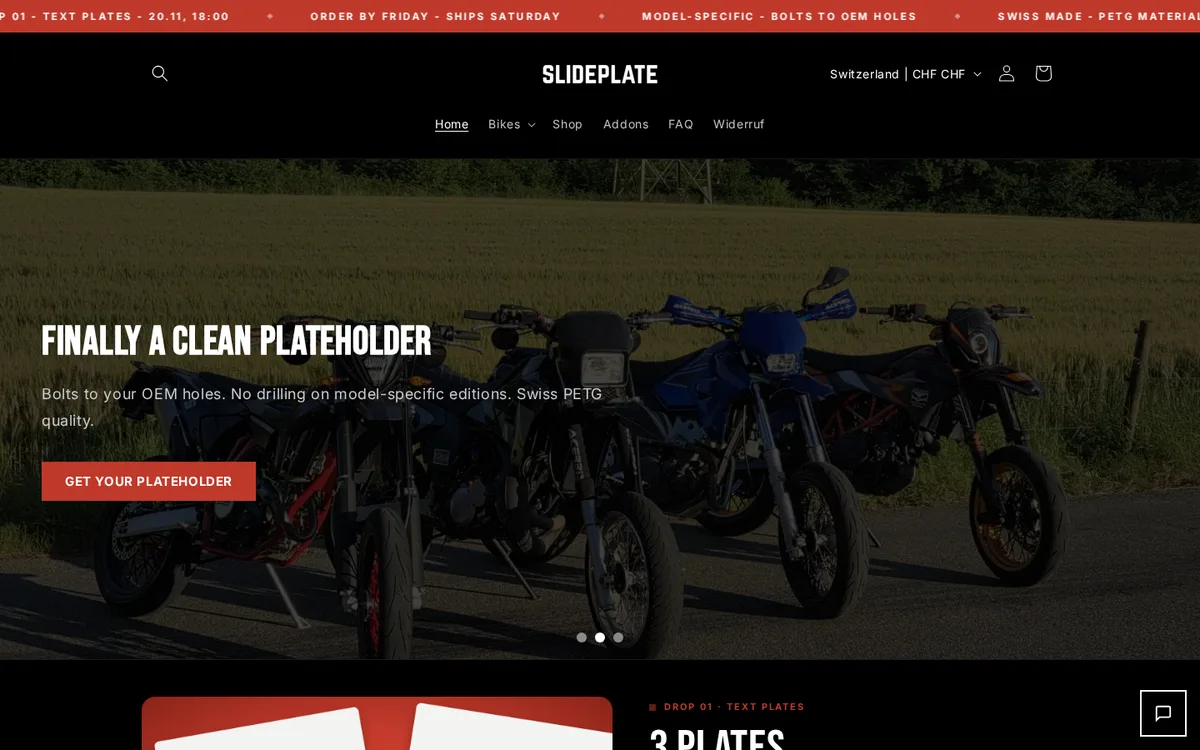 P 01 - TEXT PLATES - 20.11, 18:00
ORDER BY FRIDAY - SHIPS SATURDAY
MODEL-SPECIFIC - BOLTS TO OEM HOLES
SWISS MADE - PETG MATERIAL
SLIDEPLATE
Switzerland | CHF CHF
Home
Bikes
Shop
Addons
FAQ
Widerruf
FINALLY A CLEAN PLATEHOLDER
Bolts to your OEM holes. No drilling on model-specific editions. Swiss PETG
quality.
GET YOUR PLATEHOLDER
DROP 01 · TEXT PLATES
3 PLATES